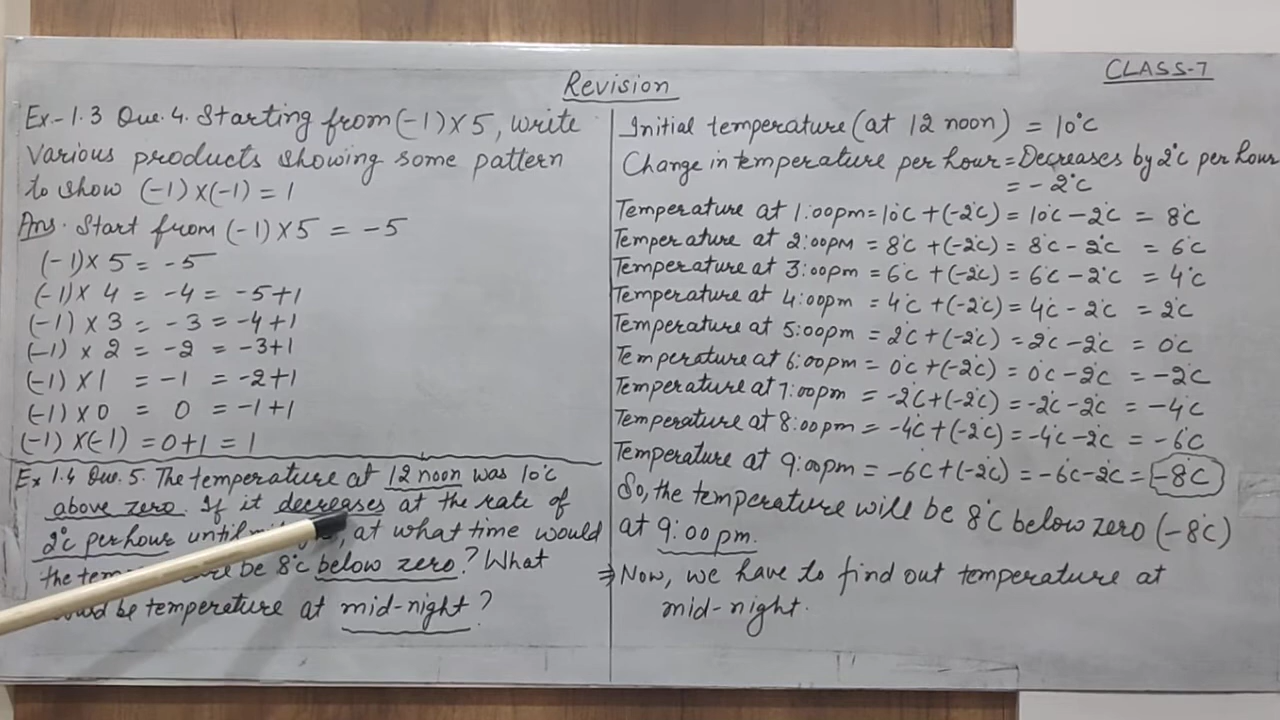 Revision
CLASS-7
Ex-1.3 Que.4. Starting from (-1)×5, write
various products showing some pattern
to show (-1)×(-1) = 1
Ans. Start from (-1)×5 = -5
(-1)×5 = -5
(-1)×4 = -4 = -5+1
(-1)×3 = -3 = -4+1
(-1)×2 = -2 = -3+1
(-1)×1 = -1 = -2+1
(-1)×0 = 0 = -1+1
(-1)×(-1) = 0+1 = 1
Ex 1.4 Que.5. The temperature at 12 noon was 10°C
above zero. If it decreases at the rate of
2°C per hour until , at what time would
the be 8°C below zero? What
be temperature at mid-night?
Initial temperature (at 12 noon) = 10°C
Change in temperature per hour = Decreases by 2°C per hour
= -2°C
Temperature at 1:00pm = 10°C + (-2°C) = 10°C - 2°C = 8°C
Temperature at 2:00PM = 8°C + (-2°C) = 8°C - 2°C = 6°C
Temperature at 3:00pm = 6°C + (-2°C) = 6°C - 2°C = 4°C
Temperature at 4:00pm = 4°C + (-2°C) = 4°C - 2°C = 2°C
Temperature at 5:00pm = 2°C + (-2°C) = 2°C - 2°C = 0°C
Temperature at 6:00pm = 0°C + (-2°C) = 0°C - 2°C = -2°C
Temperature at 7:00pm = -2°C + (-2°C) = -2°C - 2°C = -4°C
Temperature at 8:00pm = -4°C + (-2°C) = -4°C - 2°C = -6°C
Temperature at 9:00pm = -6°C + (-2°C) = -6°C - 2°C = -8°C
So, the temperature will be 8°C below zero (-8°C)
at 9:00 pm.
⇒ Now, we have to find out temperature at
mid-night.